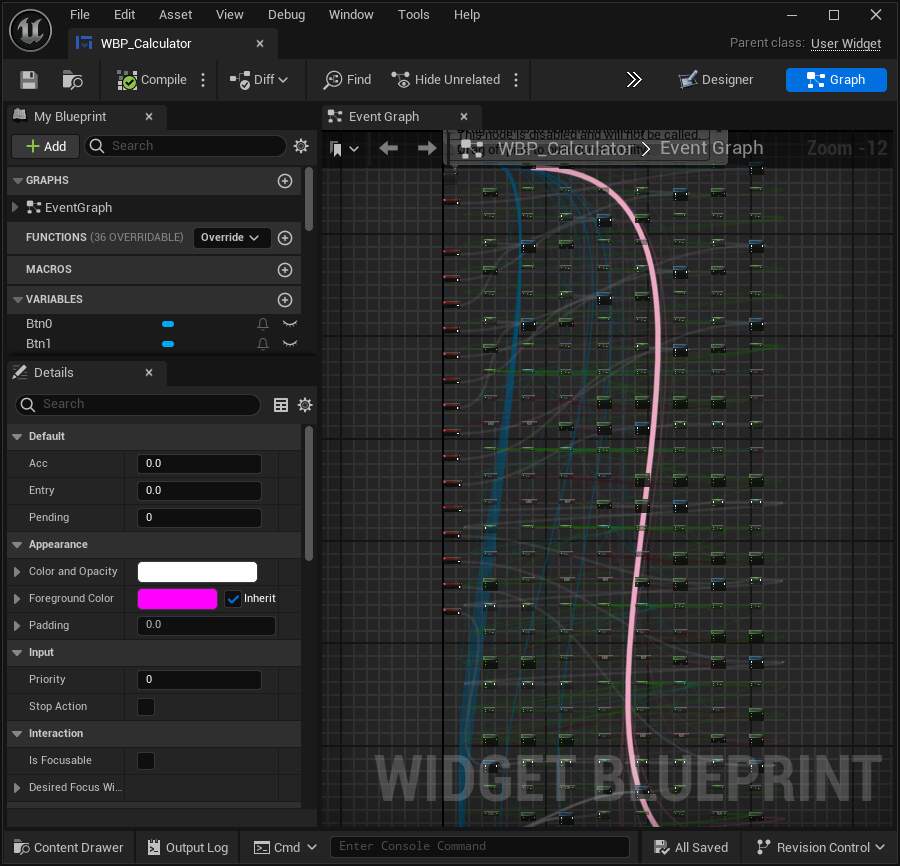 File Edit Asset View Debug Window Tools Help
WBP_Calculator
Parent class: User Widget
Compile Diff Find Hide Unrelated Designer Graph
My Blueprint
Event Graph
Add
Search
This node is disabled and will not be called.
WBP_Calculator > Event Graph
Zoom -12
GRAPHS
EventGraph
FUNCTIONS (36 OVERRIDABLE) Override
MACROS
VARIABLES
Btn0
Btn1
Details
Search
Default
Acc 0.0
Entry 0.0
Pending 0
Appearance
Color and Opacity
Foreground Color Inherit
Padding 0.0
Input
Priority 0
Stop Action
Interaction
Is Focusable
Desired Focus Wi...
WIDGET BLUEPRINT
Content Drawer Output Log Cmd Enter Console Command All Saved Revision Control